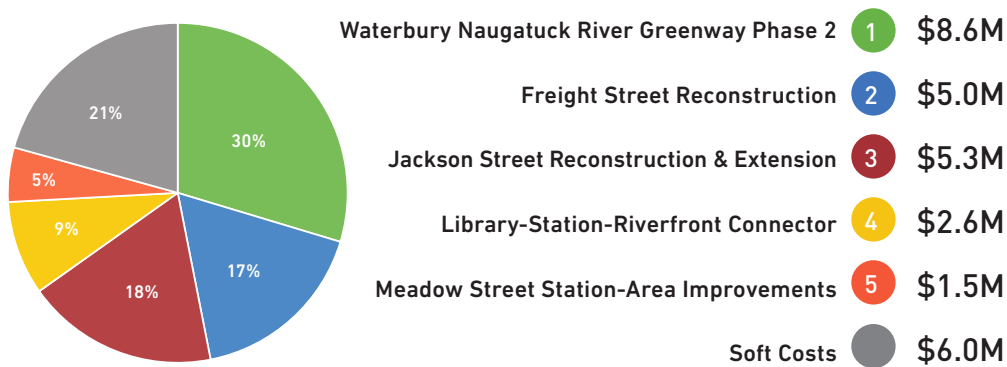 Waterbury Naugatuck River Greenway Phase 2 1 $8.6M
Freight Street Reconstruction 2 $5.0M
Jackson Street Reconstruction & Extension 3 $5.3M
Library-Station-Riverfront Connector 4 $2.6M
Meadow Street Station-Area Improvements 5 $1.5M
Soft Costs $6.0M
21%
30%
5%
9%
17%
18%